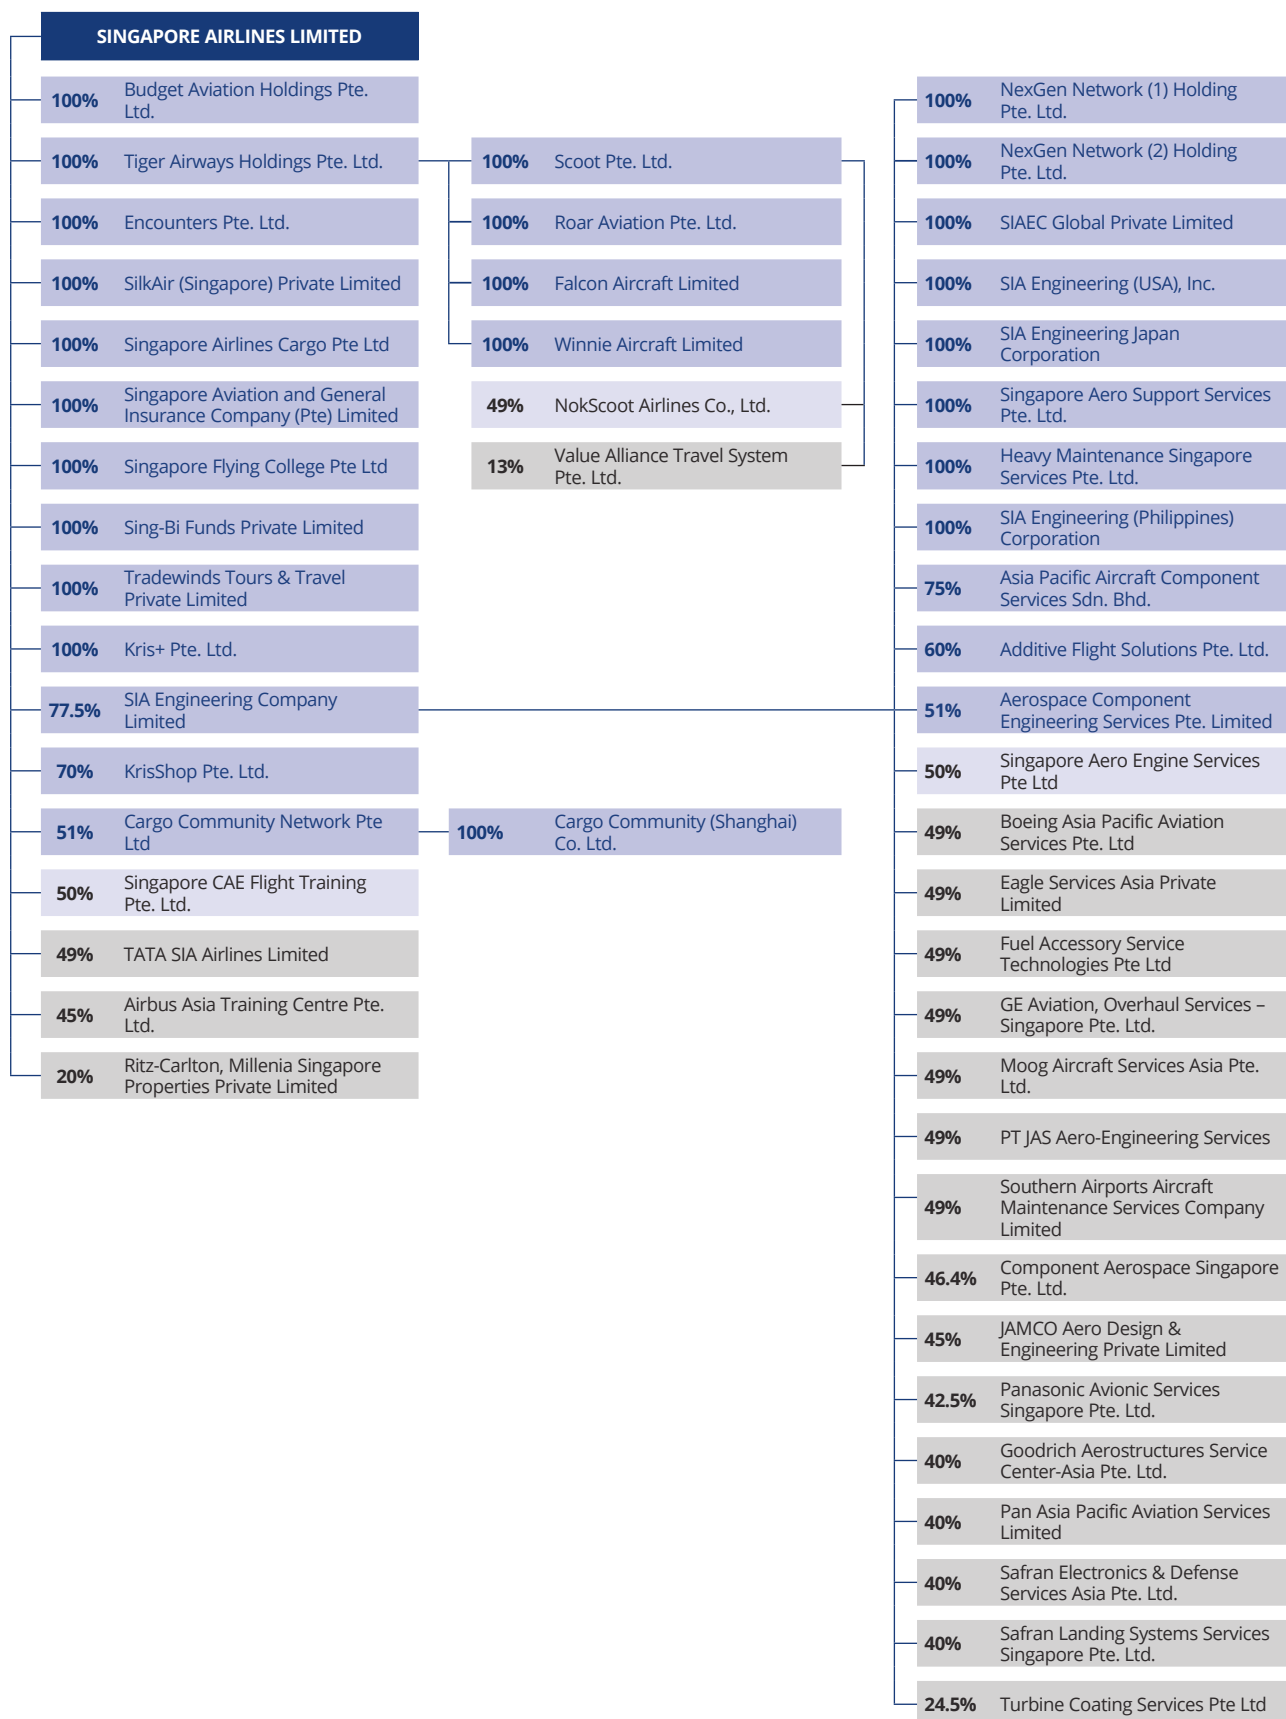 SINGAPORE AIRLINES LIMITED
100%
Budget Aviation Holdings Pte.
Ltd.
100%
Tiger Airways Holdings Pte. Ltd.
100%
Encounters Pte. Ltd.
100%
SilkAir (Singapore) Private Limited
100%
Singapore Airlines Cargo Pte Ltd
100%
Singapore Aviation and General
Insurance Company (Pte) Limited
100%
Singapore Flying College Pte Ltd
100%
Sing-Bi Funds Private Limited
100%
Tradewinds Tours & Travel
Private Limited
100%
Kris+ Pte. Ltd.
77.5%
SIA Engineering Company
Limited
70%
KrisShop Pte. Ltd.
51%
Cargo Community Network Pte
Ltd
50%
Singapore CAE Flight Training
Pte. Ltd.
49%
TATA SIA Airlines Limited
45%
Airbus Asia Training Centre Pte.
Ltd.
20%
Ritz-Carlton, Millenia Singapore
Properties Private Limited
100%
Scoot Pte. Ltd.
100%
Roar Aviation Pte. Ltd.
100%
Falcon Aircraft Limited
100%
Winnie Aircraft Limited
49%
NokScoot Airlines Co., Ltd.
13%
Value Alliance Travel System
Pte. Ltd.
100%
Cargo Community (Shanghai)
Co. Ltd.
100%
NexGen Network (1) Holding
Pte. Ltd.
100%
NexGen Network (2) Holding
Pte. Ltd.
100%
SIAEC Global Private Limited
100%
SIA Engineering (USA), Inc.
100%
SIA Engineering Japan
Corporation
100%
Singapore Aero Support Services
Pte. Ltd.
100%
Heavy Maintenance Singapore
Services Pte. Ltd.
100%
SIA Engineering (Philippines)
Corporation
75%
Asia Pacific Aircraft Component
Services Sdn. Bhd.
60%
Additive Flight Solutions Pte. Ltd.
51%
Aerospace Component
Engineering Services Pte. Limited
50%
Singapore Aero Engine Services
Pte Ltd
49%
Boeing Asia Pacific Aviation
Services Pte. Ltd
49%
Eagle Services Asia Private
Limited
49%
Fuel Accessory Service
Technologies Pte Ltd
49%
GE Aviation, Overhaul Services –
Singapore Pte. Ltd.
49%
Moog Aircraft Services Asia Pte.
Ltd.
49%
PT JAS Aero-Engineering Services
49%
Southern Airports Aircraft
Maintenance Services Company
Limited
46.4%
Component Aerospace Singapore
Pte. Ltd.
45%
JAMCO Aero Design &
Engineering Private Limited
42.5%
Panasonic Avionic Services
Singapore Pte. Ltd.
40%
Goodrich Aerostructures Service
Center-Asia Pte. Ltd.
40%
Pan Asia Pacific Aviation Services
Limited
40%
Safran Electronics & Defense
Services Asia Pte. Ltd.
40%
Safran Landing Systems Services
Singapore Pte. Ltd.
24.5%
Turbine Coating Services Pte Ltd